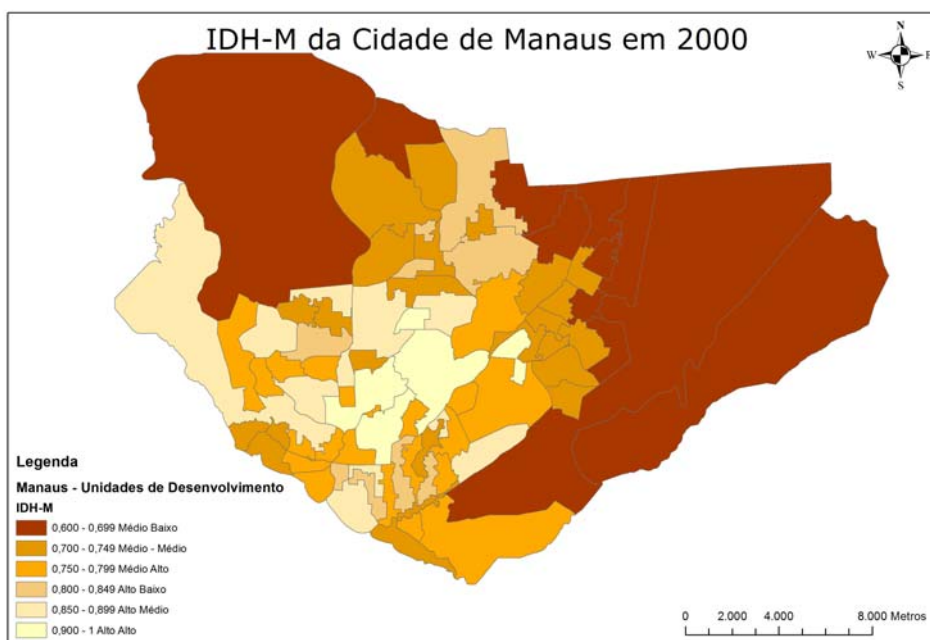 IDH-M da Cidade de Manaus em 2000
N
W E
S
Legenda
Manaus - Unidades de Desenvolvimento
IDH-M
0,600 - 0,699 Médio Baixo
0,700 - 0,749 Médio - Médio
0,750 - 0,799 Médio Alto
0,800 - 0,849 Alto Baixo
0,850 - 0,899 Alto Médio
0,900 - 1 Alto Alto
0 2.000 4.000 8.000 Metros